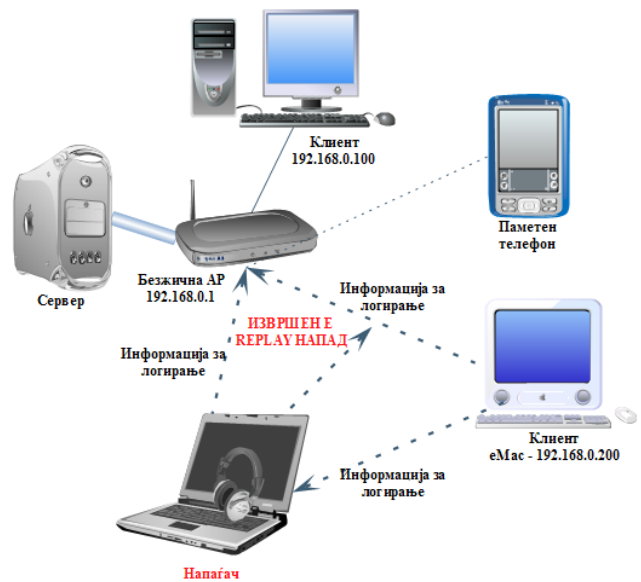 Клиент
192.168.0.100
Паметен
телефон
Сервер
Безжична AP
192.168.0.1
Информација за
логирање
ИЗВРШЕН Е
REPLAY НАПАД
Информација за
логирање
Клиент
eMac - 192.168.0.200
Информација за
логирање
Напаѓач